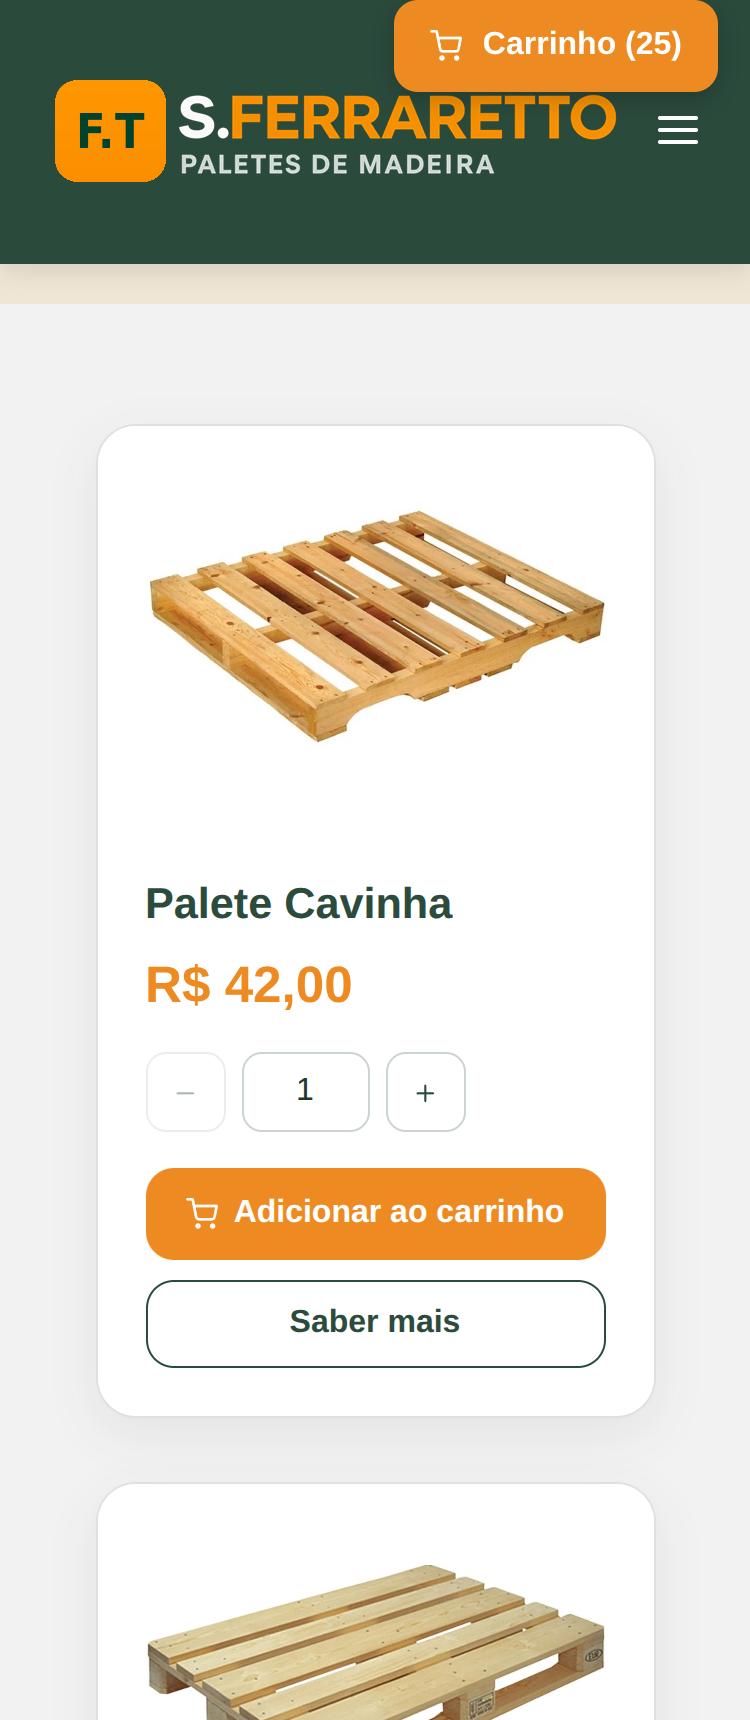 Carrinho (25)
F.T
S.FERRARETTO
PALETES DE MADEIRA
Palete Cavinha
R$ 42,00
1
Adicionar ao carrinho
Saber mais